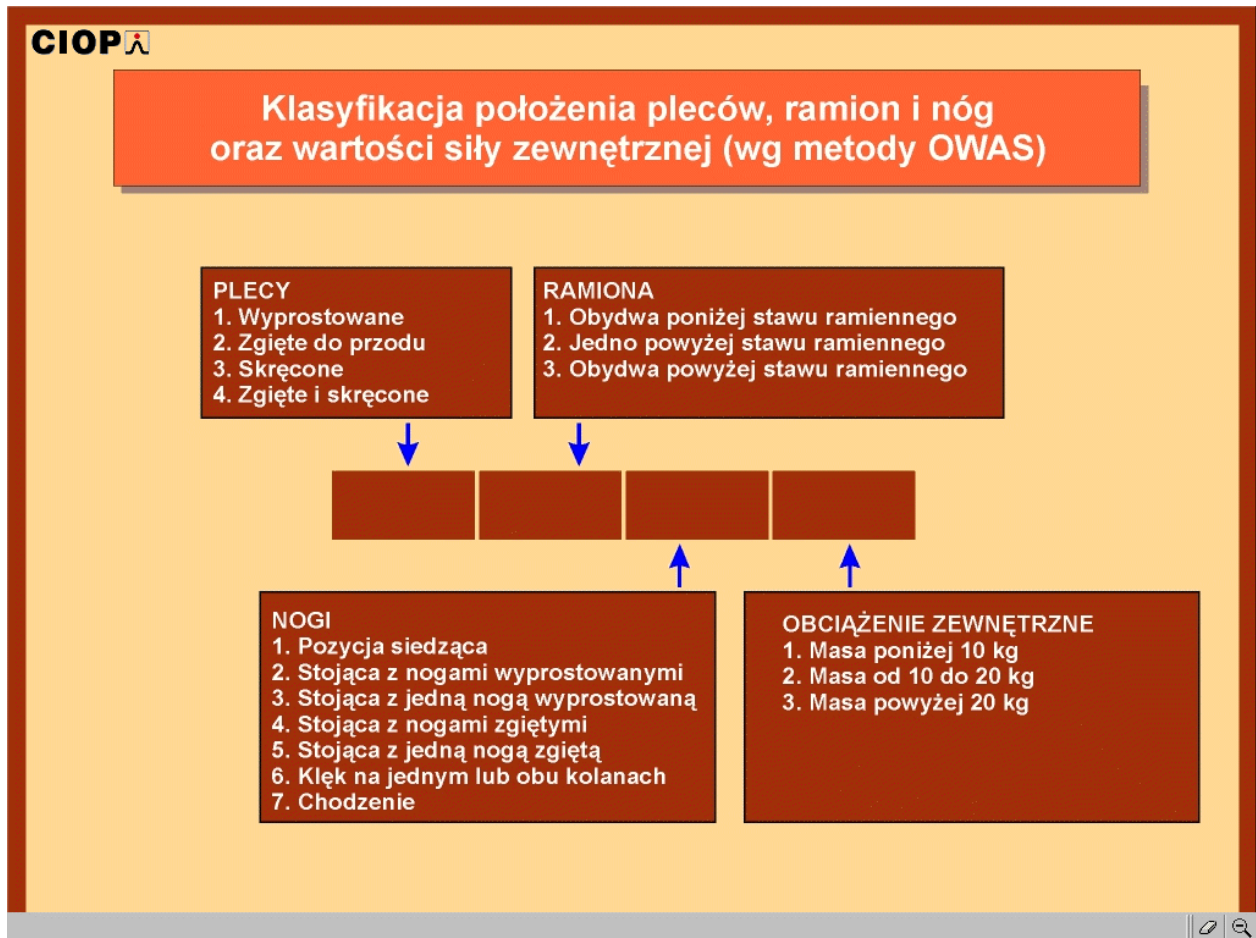 CIOP
Klasyfikacja położenia pleców, ramion i nóg
oraz wartości siły zewnętrznej (wg metody OWAS)
PLECY
1. Wyprostowane
2. Zgięte do przodu
3. Skręcone
4. Zgięte i skręcone
RAMIONA
1. Obydwa poniżej stawu ramiennego
2. Jedno powyżej stawu ramiennego
3. Obydwa powyżej stawu ramiennego
NOGI
1. Pozycja siedząca
2. Stojąca z nogami wyprostowanymi
3. Stojąca z jedną nogą wyprostowaną
4. Stojąca z nogami zgiętymi
5. Stojąca z jedną nogą zgiętą
6. Klęk na jednym lub obu kolanach
7. Chodzenie
OBCIĄŻENIE ZEWNĘTRZNE
1. Masa poniżej 10 kg
2. Masa od 10 do 20 kg
3. Masa powyżej 20 kg